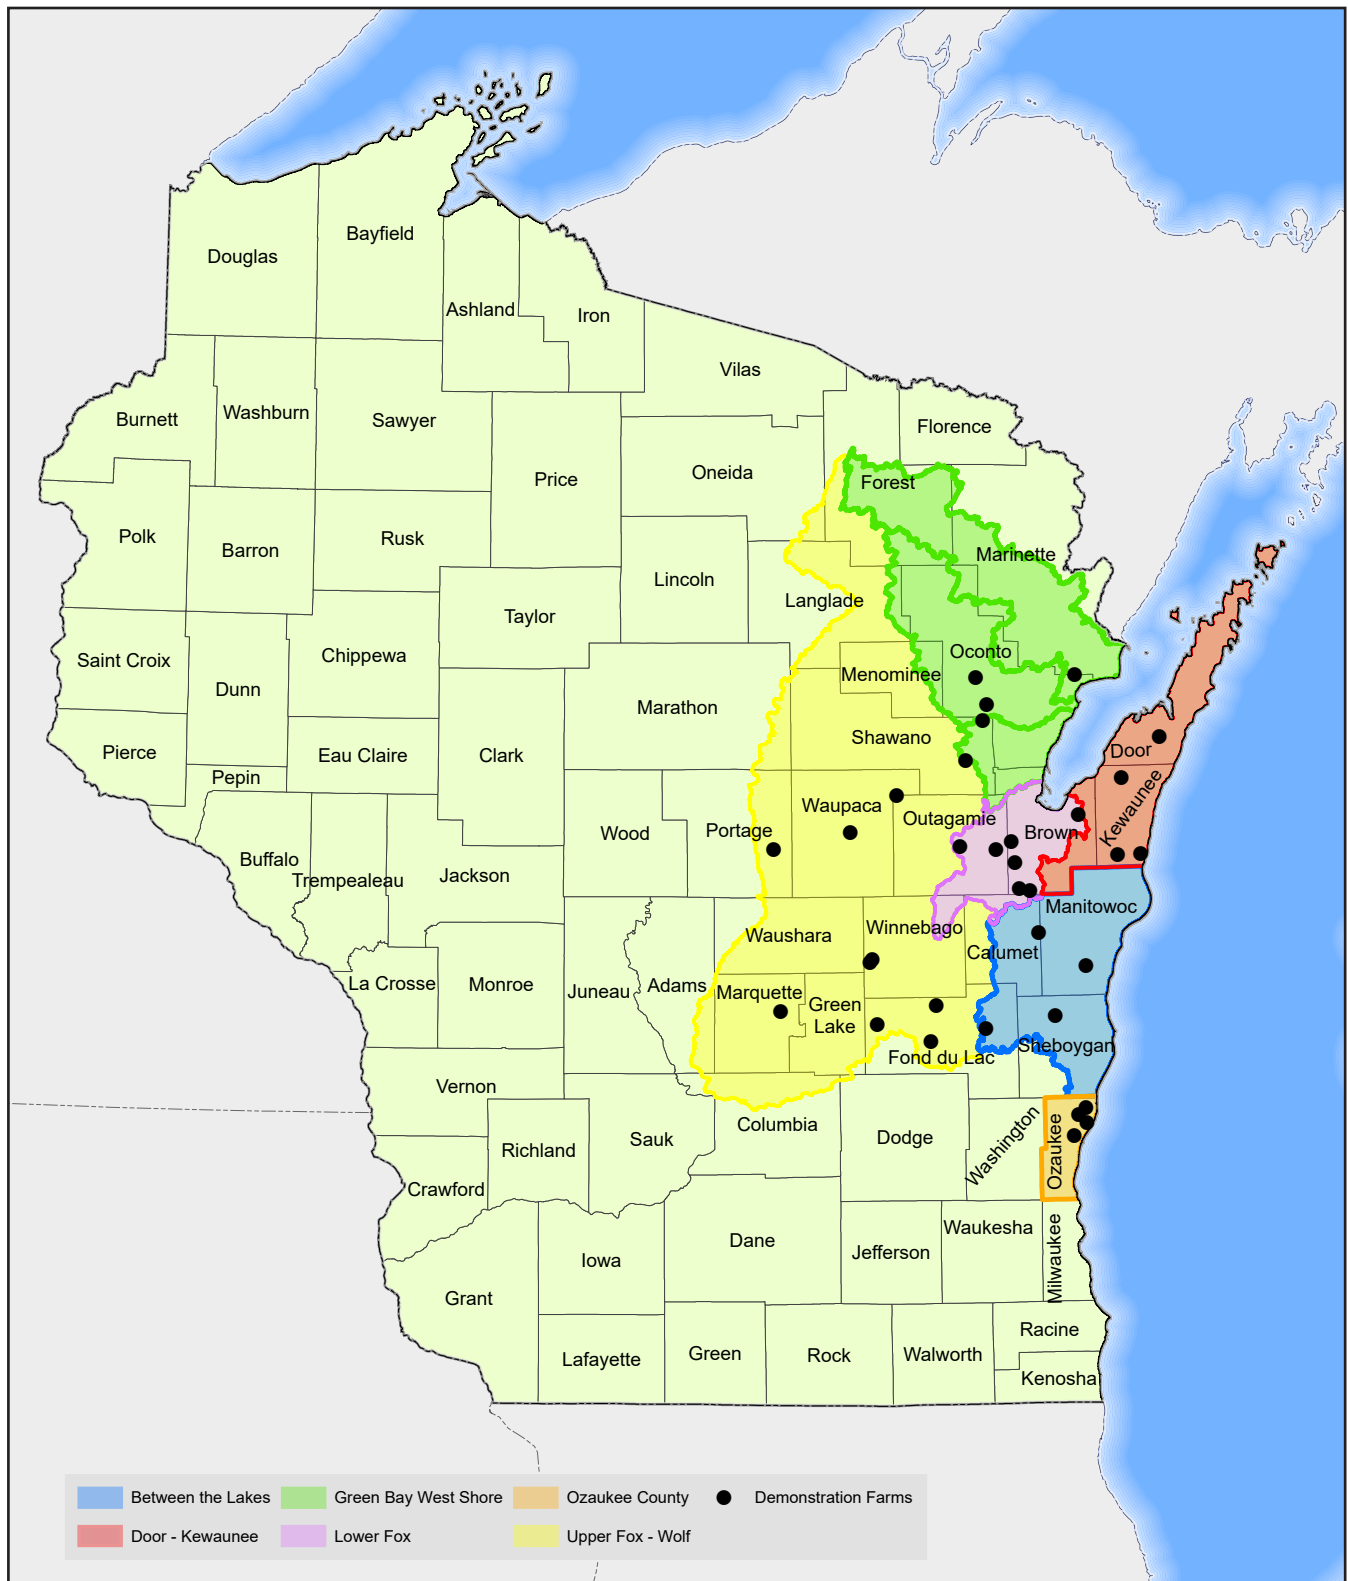 Bayfield
Douglas
Ashland
Iron
Vilas
Burnett
Washburn
Sawyer
Florence
Price
Oneida
Forest
Polk
Barron
Rusk
Marinette
Lincoln
Langlade
Taylor
Saint Croix
Chippewa
Oconto
Menominee
Dunn
Marathon
Shawano
Pierce
Eau Claire
Clark
Door
Pepin
Waupaca
Kewaunee
Outagamie
Portage
Wood
Brown
Buffalo
Trempealeau
Jackson
Manitowoc
Waushara
Winnebago
Calumet
La Crosse
Monroe
Juneau
Adams
Marquette
Green
Lake
Sheboygan
Fond du Lac
Vernon
Columbia
Washington
Ozaukee
Sauk
Dodge
Richland
Crawford
Waukesha
Dane
Jefferson
Milwaukee
Iowa
Grant
Racine
Lafayette
Green
Rock
Walworth
Kenosha
Between the Lakes
Green Bay West Shore
Ozaukee County
Demonstration Farms
Door - Kewaunee
Lower Fox
Upper Fox - Wolf